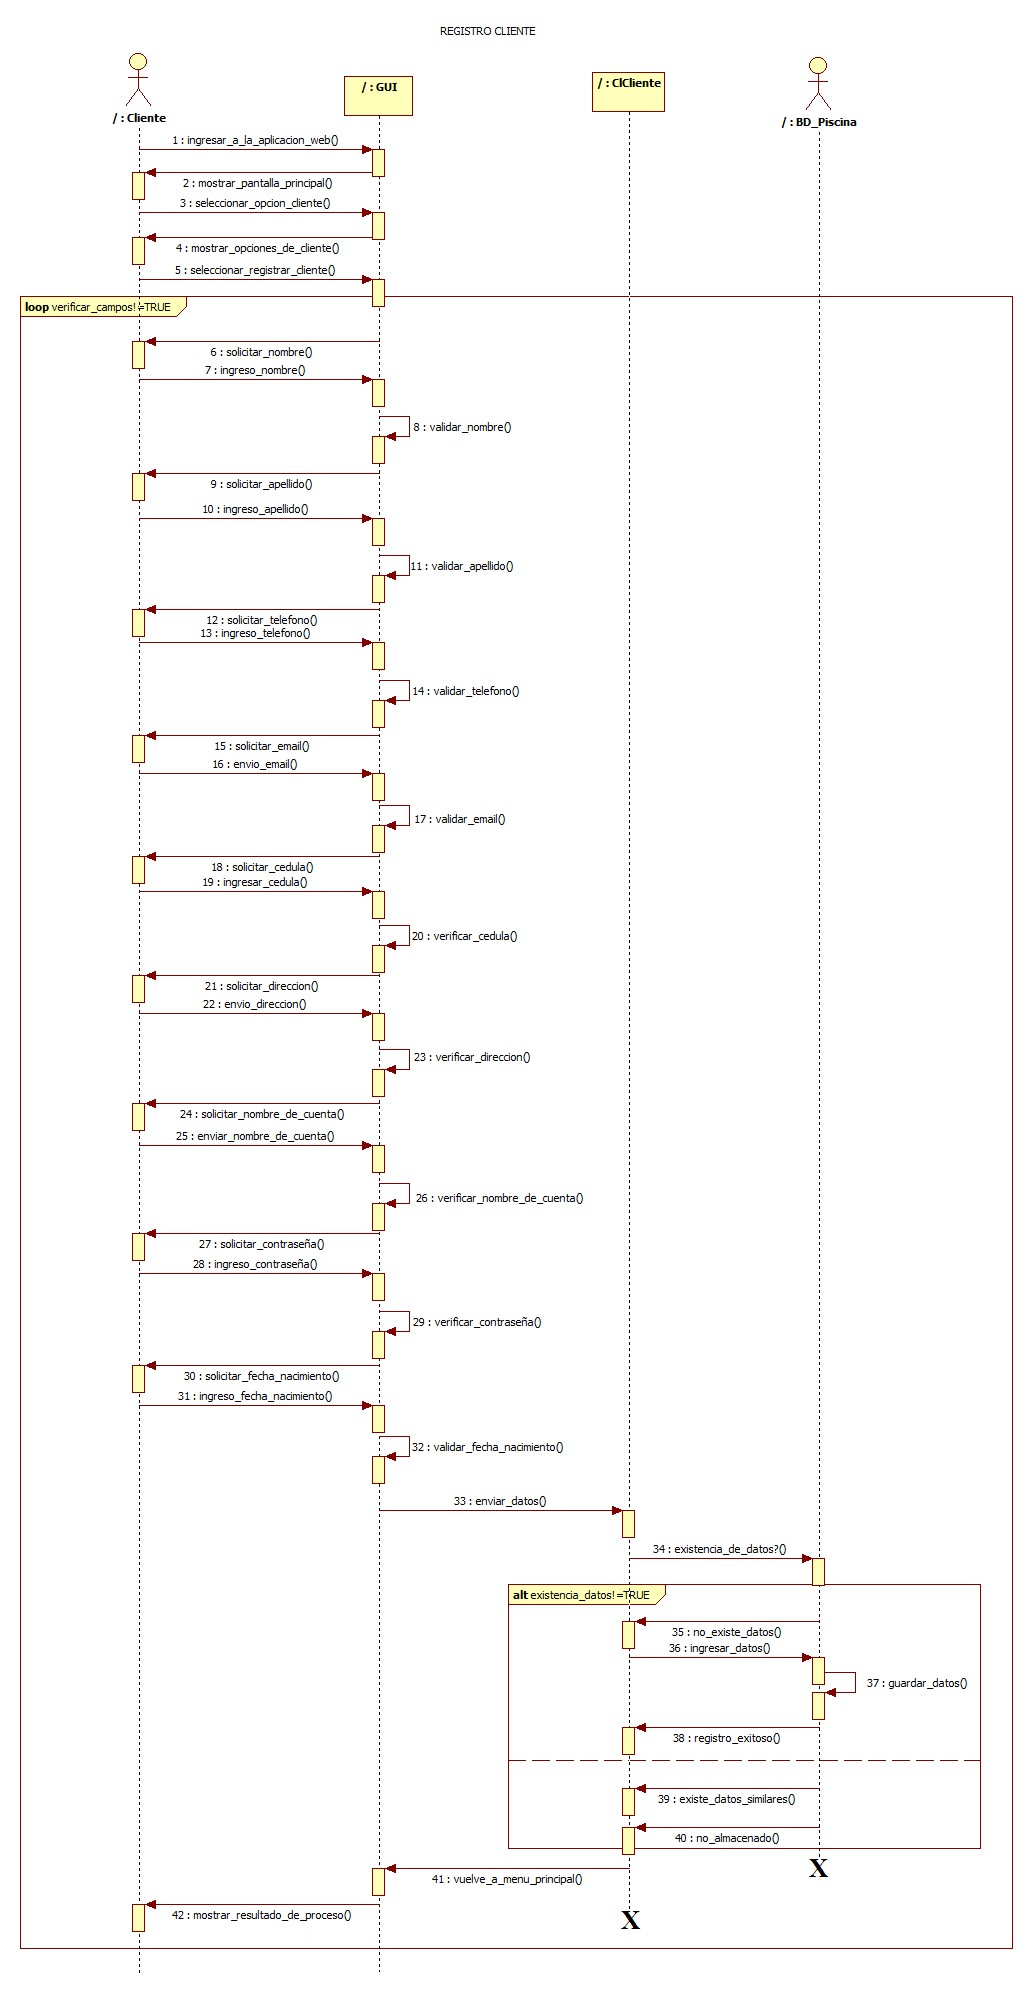 REGISTRO CLIENTE
/ : Cliente
/ : GUI
/ : ClCliente
/ : BD_Piscina
1 : ingresar_a_la_aplicacion_web()
2 : mostrar_pantalla_principal()
3 : seleccionar_opcion_cliente()
4 : mostrar_opciones_de_cliente()
5 : seleccionar_registrar_cliente()
loop verificar_campos!=TRUE
6 : solicitar_nombre()
7 : ingreso_nombre()
8 : validar_nombre()
9 : solicitar_apellido()
10 : ingreso_apellido()
11 : validar_apellido()
12 : solicitar_telefono()
13 : ingreso_telefono()
14 : validar_telefono()
15 : solicitar_email()
16 : envio_email()
17 : validar_email()
18 : solicitar_cedula()
19 : ingresar_cedula()
20 : verificar_cedula()
21 : solicitar_direccion()
22 : envio_direccion()
23 : verificar_direccion()
24 : solicitar_nombre_de_cuenta()
25 : enviar_nombre_de_cuenta()
26 : verificar_nombre_de_cuenta()
27 : solicitar_contraseña()
28 : ingreso_contraseña()
29 : verificar_contraseña()
30 : solicitar_fecha_nacimiento()
31 : ingreso_fecha_nacimiento()
32 : validar_fecha_nacimiento()
33 : enviar_datos()
34 : existencia_de_datos?()
alt existencia_datos!=TRUE
35 : no_existe_datos()
36 : ingresar_datos()
37 : guardar_datos()
38 : registro_exitoso()
39 : existe_datos_similares()
40 : no_almacenado()
X
41 : vuelve_a_menu_principal()
42 : mostrar_resultado_de_proceso()
X